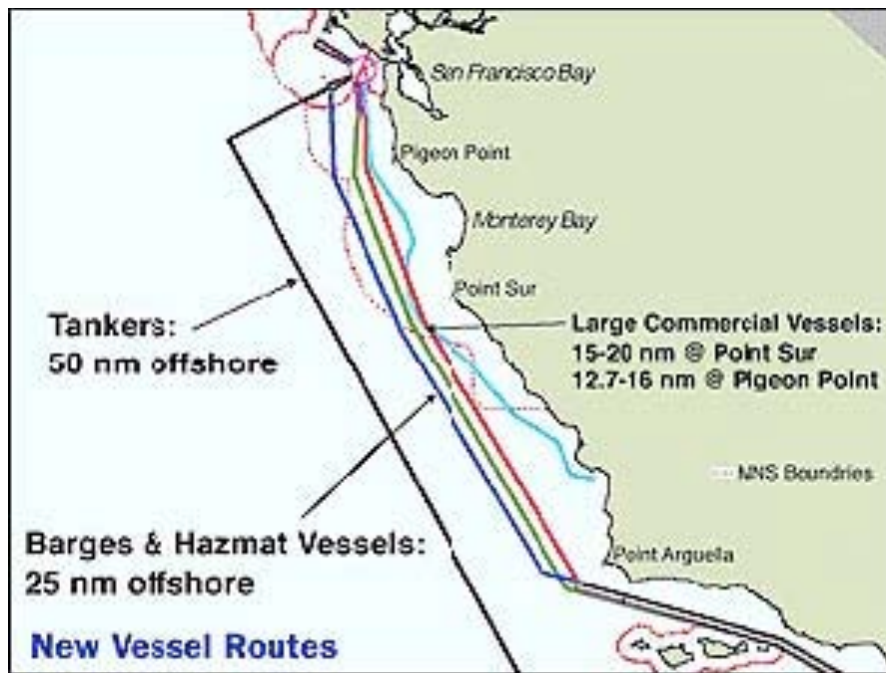 San Francisco Bay
Pigeon Point
Monterey Bay
Point Sur
Tankers:
50 nm offshore
Large Commercial Vessels:
15-20 nm @ Point Sur
12.7-16 nm @ Pigeon Point
MNS Boundries
Barges & Hazmat Vessels:
25 nm offshore
Point Arguella
New Vessel Routes